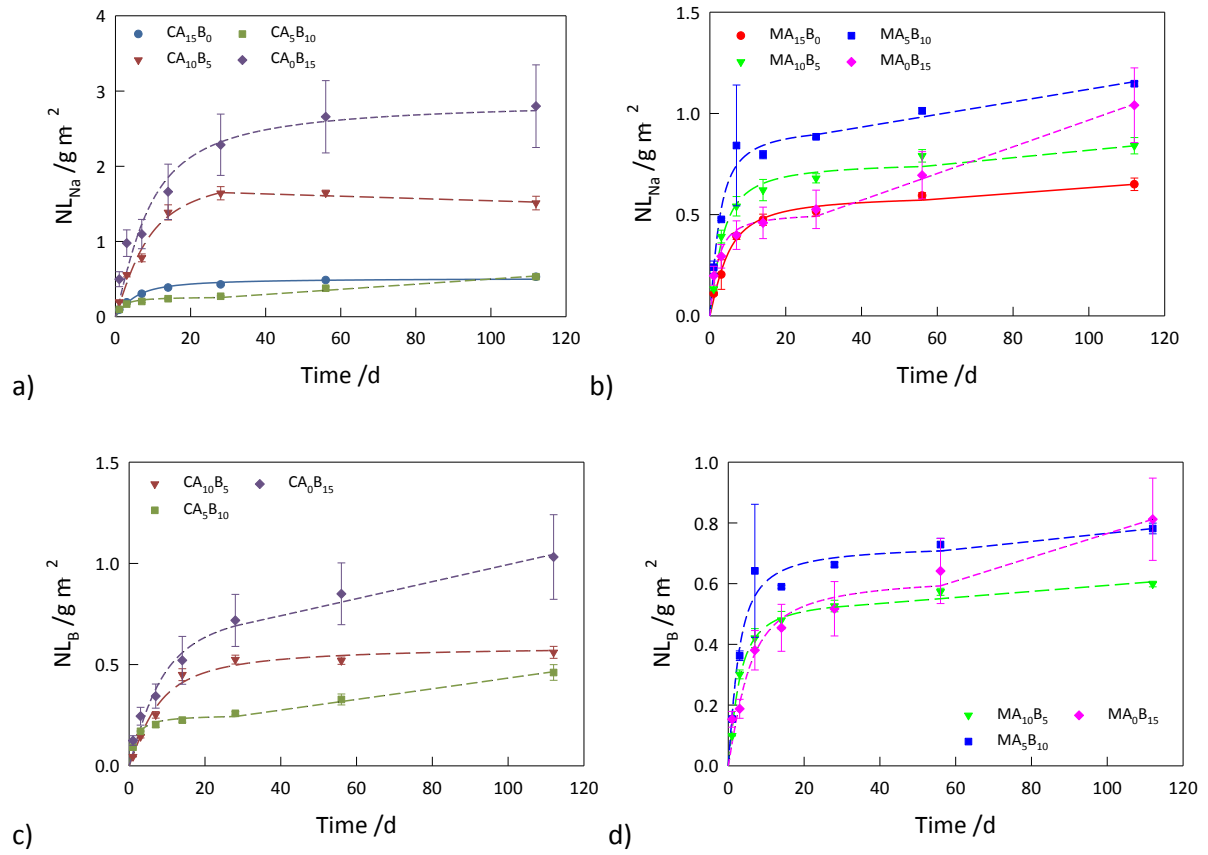 4
3
2
1
0
0 20 40 60 80 100 120
NL_Na /g m ²
Time /d
CA₁₅B₀ CA₅B₁₀
CA₁₀B₅ CA₀B₁₅
a)
1.5
1.0
0.5
0.0
0 20 40 60 80 100 120
NL_Na /g m ²
Time /d
MA₁₅B₀ MA₅B₁₀
MA₁₀B₅ MA₀B₁₅
b)
1.5
1.0
0.5
0.0
0 20 40 60 80 100 120
NL_B /g m ²
Time /d
CA₁₀B₅ CA₀B₁₅
CA₅B₁₀
c)
1.0
0.8
0.6
0.4
0.2
0.0
0 20 40 60 80 100 120
NL_B /g m ²
Time /d
MA₁₀B₅ MA₀B₁₅
MA₅B₁₀
d)